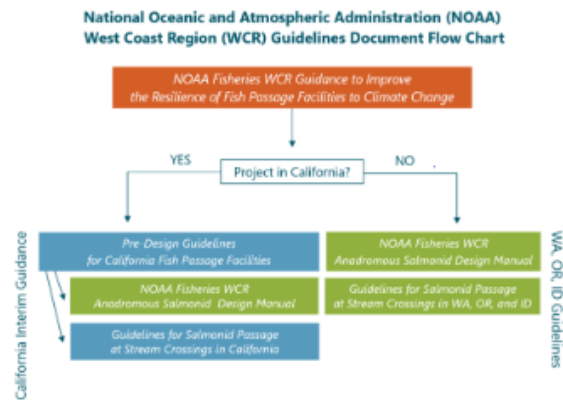 National Oceanic and Atmospheric Administration (NOAA)
West Coast Region (WCR) Guidelines Document Flow Chart
NOAA Fisheries WCR Guidance to Improve
the Resilience of Fish Passage Facilities to Climate Change
Project in California?
YES
NO
California Interim Guidance
Pre-Design Guidelines
for California Fish Passage Facilities
NOAA Fisheries WCR
Anadromous Salmonid Design Manual
Guidelines for Salmonid Passage
at Stream Crossings in California
NOAA Fisheries WCR
Anadromous Salmonid Design Manual
Guidelines for Salmonid Passage
at Stream Crossings in WA, OR, and ID
WA, OR, ID Guidelines